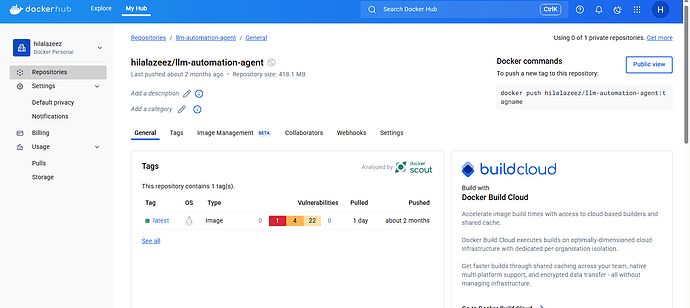 dockerhub Explore My Hub Search Docker Hub CtrlK H
hilalazeez
Docker Personal
Repositories
Settings
Default privacy
Notifications
Billing
Usage
Pulls
Storage
Repositories / llm-automation-agent / General
Using 0 of 1 private repositories. Get more
hilalazeez/llm-automation-agent
Last pushed about 2 months ago • Repository size: 418.1 MB
Add a description
Add a category
Docker commands
Public view
To push a new tag to this repository:
docker push hilalazeez/llm-automation-agent:t
agname
General Tags Image Management BETA Collaborators Webhooks Settings
Tags
Analyzed by docker scout
This repository contains 1 tag(s).
Tag OS Type Vulnerabilities Pulled Pushed
latest Image 0 1 4 22 0 1 day about 2 months
See all
buildcloud
Build with
Docker Build Cloud
Accelerate image build times with access to cloud-based builders and
shared cache.
Docker Build Cloud executes builds on optimally-dimensioned cloud
infrastructure with dedicated per-organization isolation.
Get faster builds through shared caching across your team, native
multi-platform support, and encrypted data transfer - all without
managing infrastructure.
Go to Docker Build Cloud